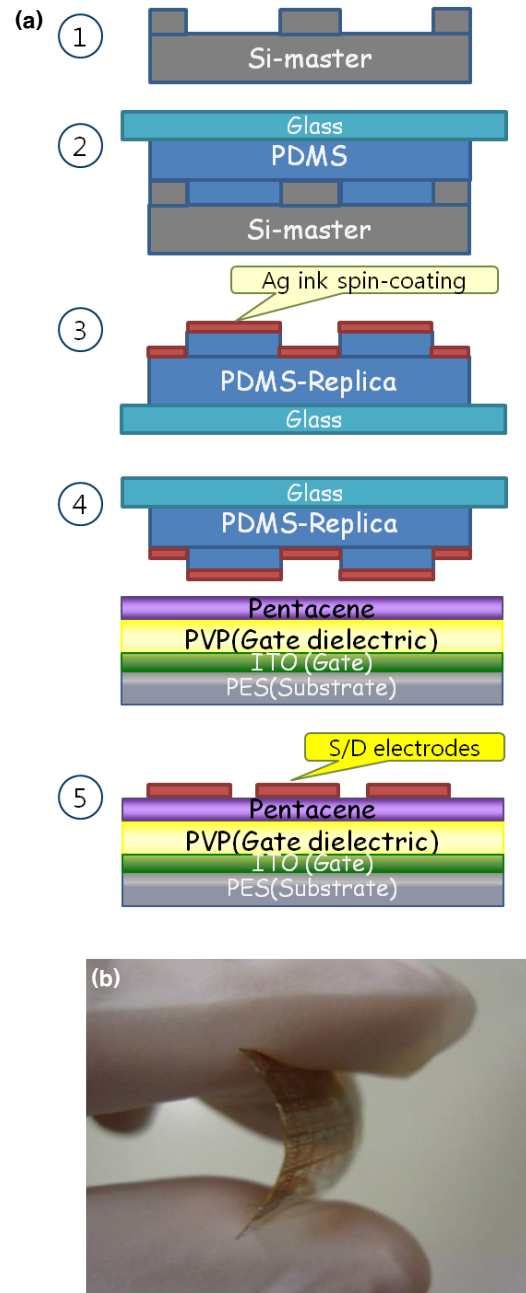 (a)
1
Si-master
2
Glass
PDMS
Si-master
Ag ink spin-coating
3
PDMS-Replica
Glass
4
Glass
PDMS-Replica
Pentacene
PVP(Gate dielectric)
ITO (Gate)
PES(Substrate)
S/D electrodes
5
Pentacene
PVP(Gate dielectric)
ITO (Gate)
PES(Substrate)
(b)